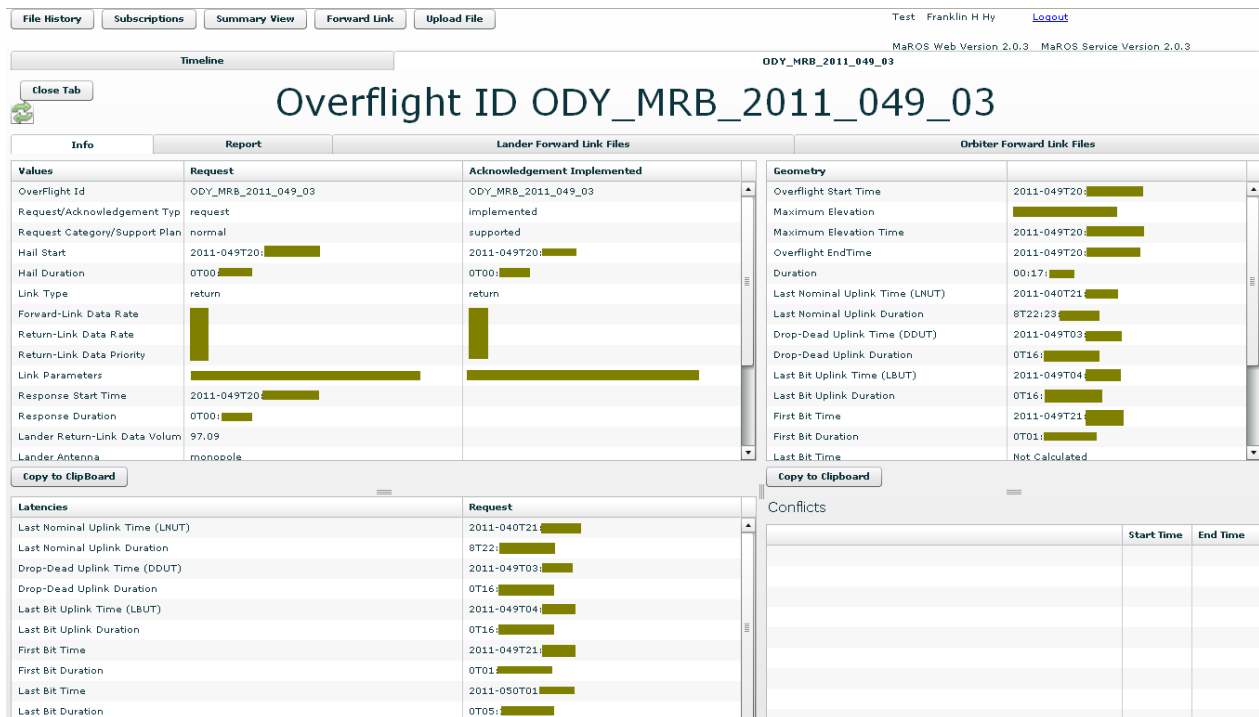 File History Subscriptions Summary View Forward Link Upload File Test Franklin H Hy Logout
MaROS Web Version 2.0.3 MaROS Service Version 2.0.3
Timeline ODY_MRB_2011_049_03
Close Tab
Overflight ID ODY_MRB_2011_049_03
Info Report Lander Forward Link Files Orbiter Forward Link Files
Values Request Acknowledgement Implemented
OverFlight Id ODY_MRB_2011_049_03 ODY_MRB_2011_049_03
Request/Acknowledgement Typ request implemented
Request Category/Support Plan normal supported
Hail Start 2011-049T20: 2011-049T20:
Hail Duration 0T00: 0T00:
Link Type return return
Forward-Link Data Rate
Return-Link Data Rate
Return-Link Data Priority
Link Parameters
Response Start Time 2011-049T20:
Response Duration 0T00:
Lander Return-Link Data Volum 97.09
Lander Antenna monopole
Copy to ClipBoard
Geometry
Overflight Start Time 2011-049T20:
Maximum Elevation
Maximum Elevation Time 2011-049T20:
Overflight EndTime 2011-049T20:
Duration 00:17:
Last Nominal Uplink Time (LNUT) 2011-040T21:
Last Nominal Uplink Duration 8T22:23:
Drop-Dead Uplink Time (DDUT) 2011-049T03:
Drop-Dead Uplink Duration 0T16:
Last Bit Uplink Time (LBUT) 2011-049T04:
Last Bit Uplink Duration 0T16:
First Bit Time 2011-049T21:
First Bit Duration 0T01:
Last Bit Time Not Calculated
Copy to Clipboard
Latencies Request
Last Nominal Uplink Time (LNUT) 2011-040T21:
Last Nominal Uplink Duration 8T22:
Drop-Dead Uplink Time (DDUT) 2011-049T03:
Drop-Dead Uplink Duration 0T16:
Last Bit Uplink Time (LBUT) 2011-049T04:
Last Bit Uplink Duration 0T16:
First Bit Time 2011-049T21:
First Bit Duration 0T01:
Last Bit Time 2011-050T01
Last Bit Duration 0T05:
Conflicts
Start Time End Time